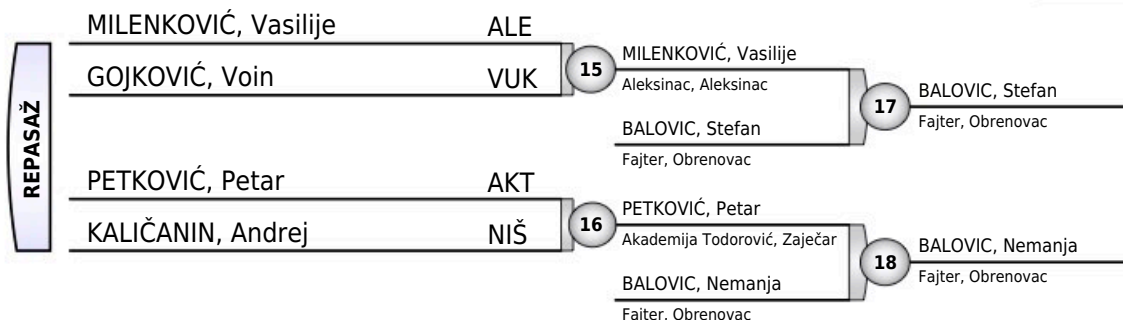 REPASAŽ
MILENKOVIĆ, Vasilije ALE
GOJKOVIĆ, Voin VUK
15
MILENKOVIĆ, Vasilije
Aleksinac, Aleksinac
BALOVIC, Stefan
Fajter, Obrenovac
17
BALOVIC, Stefan
Fajter, Obrenovac
PETKOVIĆ, Petar AKT
KALIČANIN, Andrej NIŠ
16
PETKOVIĆ, Petar
Akademija Todorović, Zaječar
BALOVIC, Nemanja
Fajter, Obrenovac
18
BALOVIC, Nemanja
Fajter, Obrenovac